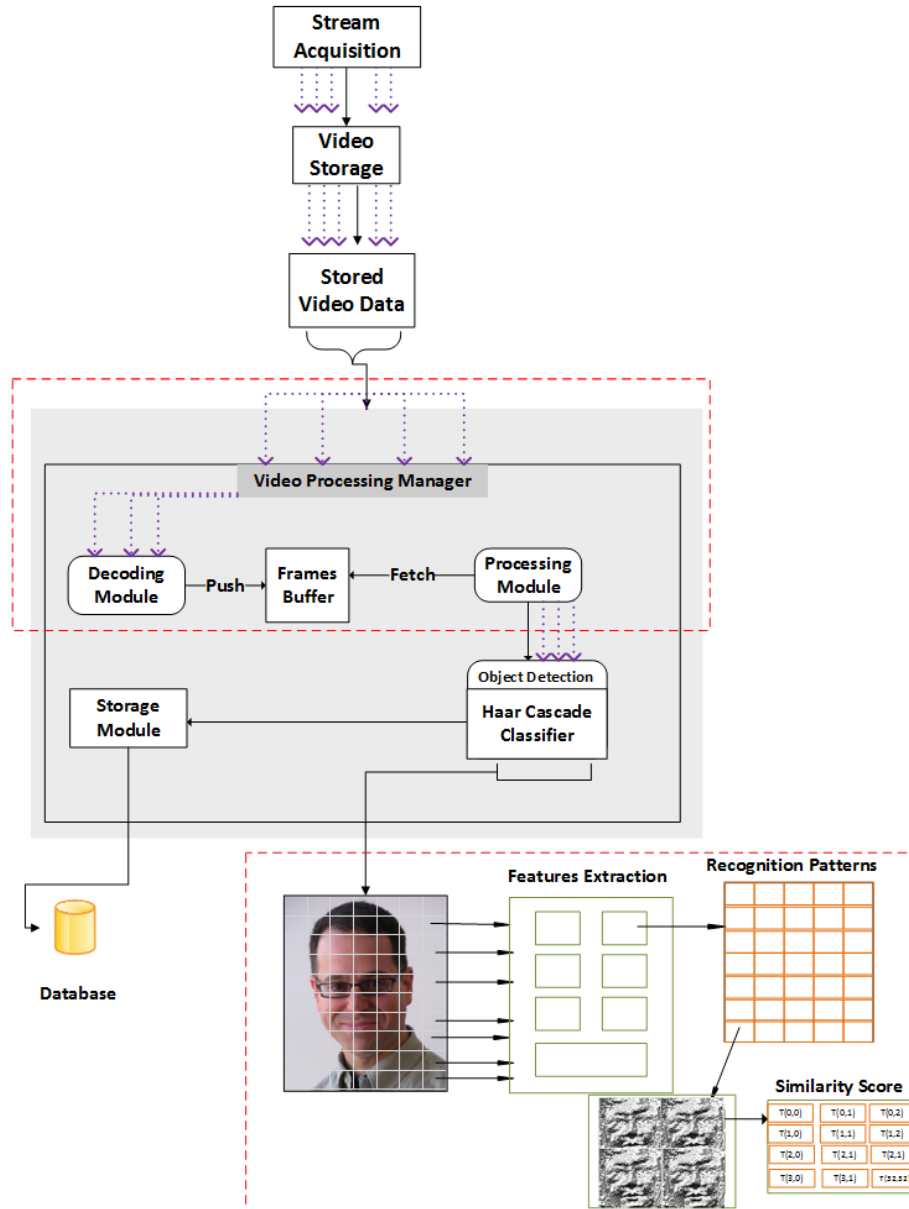 Stream
Acquisition
Video
Storage
Stored
Video Data
Video Processing Manager
Decoding
Module
Push
Frames
Buffer
Fetch
Processing
Module
Object Detection
Haar Cascade
Classifier
Storage
Module
Database
Features Extraction
Recognition Patterns
Similarity Score
T(0,0) T(0,1) T(0,2)
T(1,0) T(1,1) T(1,2)
T(2,0) T(2,1) T(2,1)
T(3,0) T(3,1) T(32,32